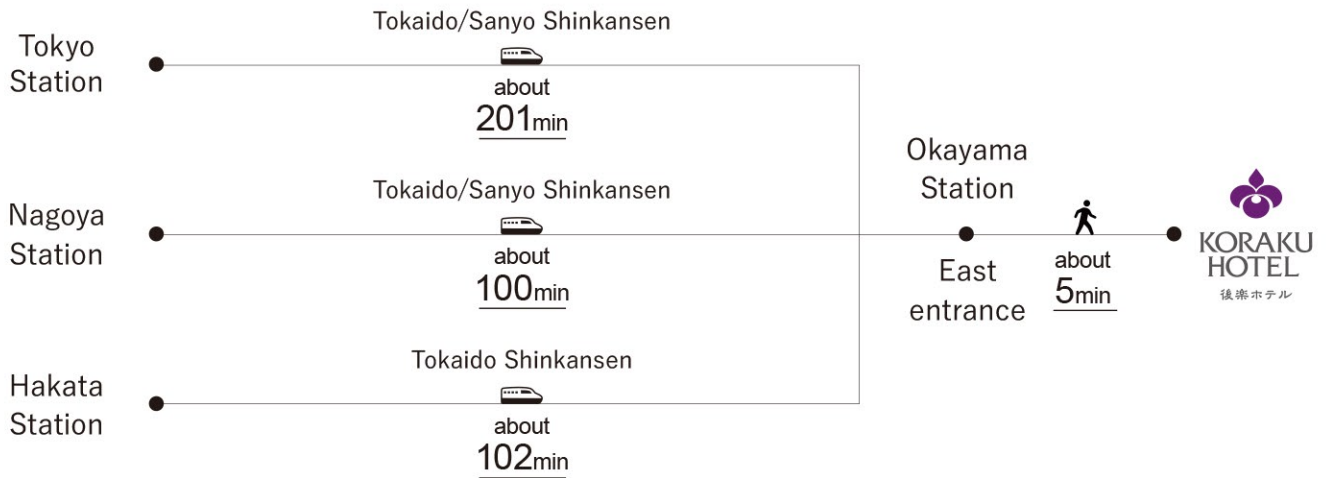 Tokyo
Station
Tokaido/Sanyo Shinkansen
about
201min
Nagoya
Station
Tokaido/Sanyo Shinkansen
about
100min
Hakata
Station
Tokaido Shinkansen
about
102min
Okayama
Station
East
entrance
about
5min
KORAKU
HOTEL
後楽ホテル